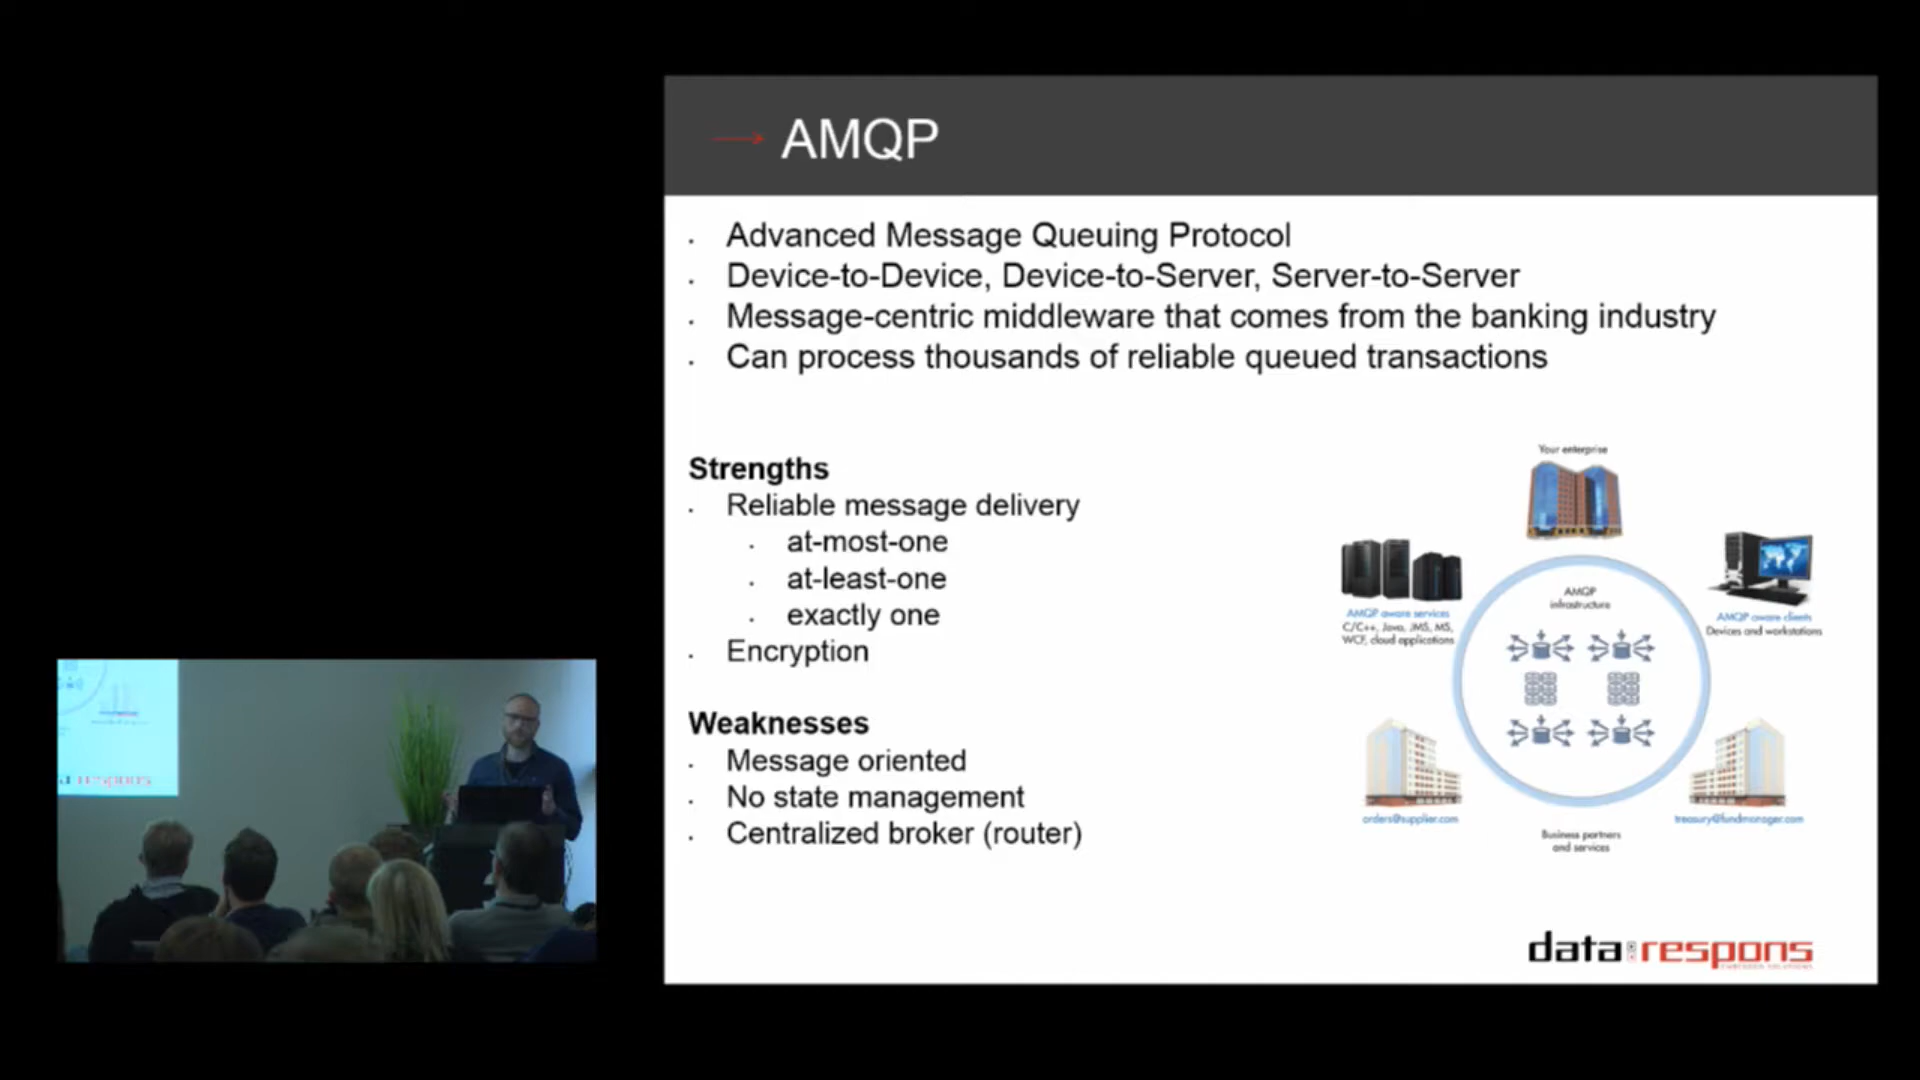 AMQP
Advanced Message Queuing Protocol
Device-to-Device, Device-to-Server, Server-to-Server
Message-centric middleware that comes from the banking industry
Can process thousands of reliable queued transactions
Strengths
Reliable message delivery
at-most-one
at-least-one
exactly one
Encryption
Weaknesses
Message oriented
No state management
Centralized broker (router)
Your enterprise
AMQP aware services
C/C++, Java, JMS, MS,
WCF, cloud applications
AMQP
infrastructure
AMQP aware clients
Devices and workstations
orders@supplier.com
treasury@fundmanager.com
Business partners
and services
data respons
EMBEDDED SOLUTIONS
respons